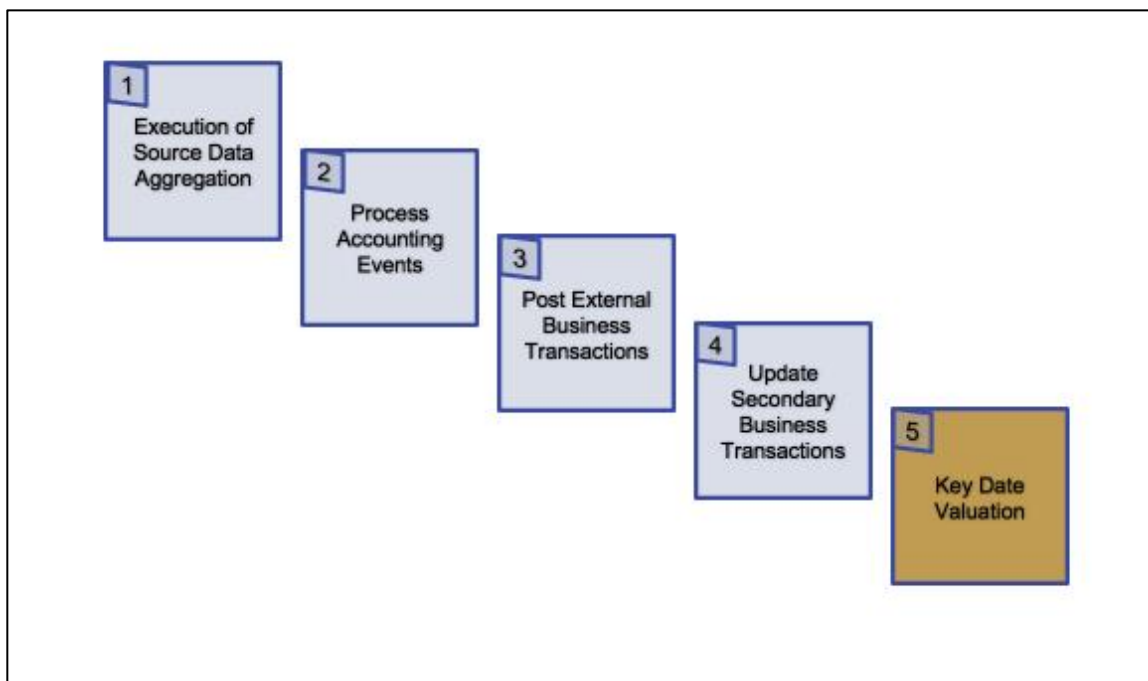 1
Execution of
Source Data
Aggregation
2
Process
Accounting
Events
3
Post External
Business
Transactions
4
Update
Secondary
Business
Transactions
5
Key Date
Valuation